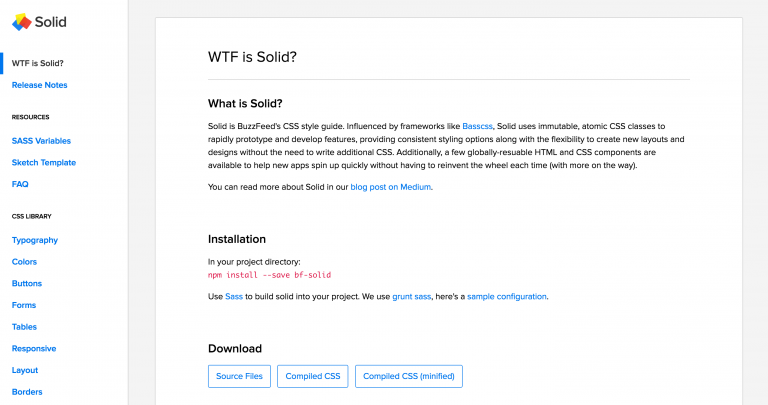 Solid
WTF is Solid?
Release Notes
RESOURCES
SASS Variables
Sketch Template
FAQ
CSS LIBRARY
Typography
Colors
Buttons
Forms
Tables
Responsive
Layout
Borders
WTF is Solid?
What is Solid?
Solid is BuzzFeed's CSS style guide. Influenced by frameworks like Basscss, Solid uses immutable, atomic CSS classes to
rapidly prototype and develop features, providing consistent styling options along with the flexibility to create new layouts and
designs without the need to write additional CSS. Additionally, a few globally-resuable HTML and CSS components are
available to help new apps spin up quickly without having to reinvent the wheel each time (with more on the way).
You can read more about Solid in our blog post on Medium.
Installation
In your project directory:
npm install --save bf-solid
Use Sass to build solid into your project. We use grunt sass, here's a sample configuration.
Download
Source Files
Compiled CSS
Compiled CSS (minified)